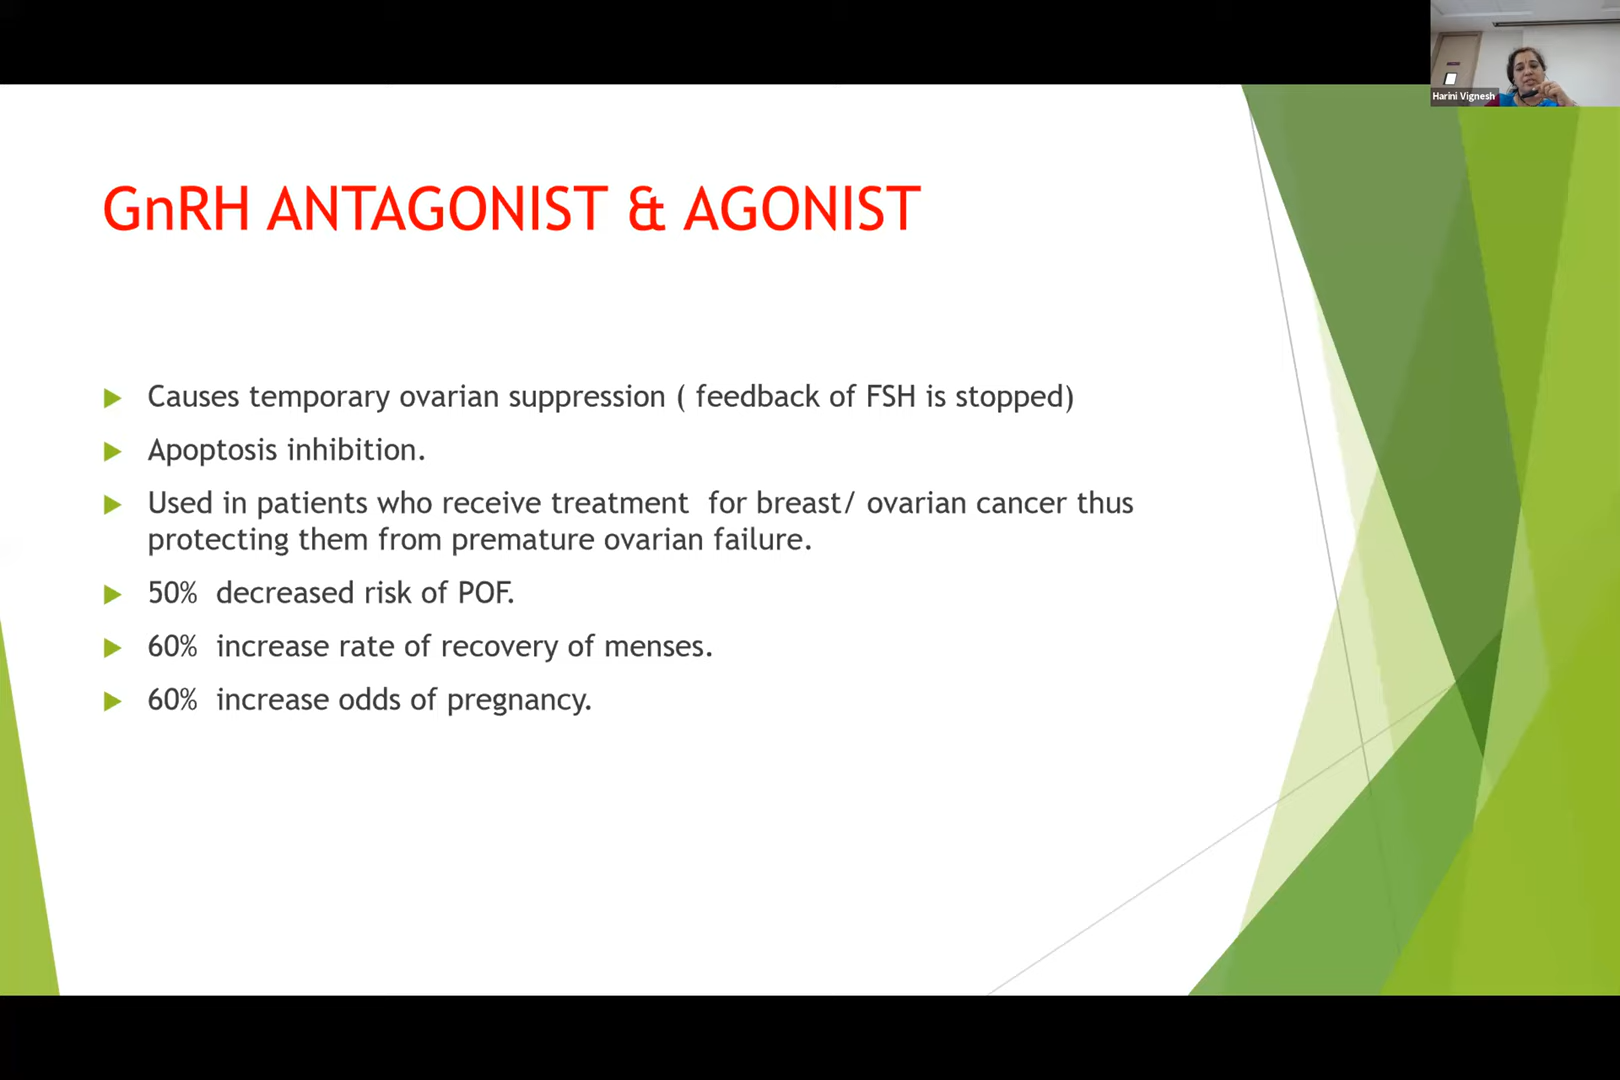 Harini Vignesh
GnRH ANTAGONIST & AGONIST
Causes temporary ovarian suppression ( feedback of FSH is stopped)
Apoptosis inhibition.
Used in patients who receive treatment  for breast/ ovarian cancer thus
protecting them from premature ovarian failure.
50%  decreased risk of POF.
60%  increase rate of recovery of menses.
60%  increase odds of pregnancy.